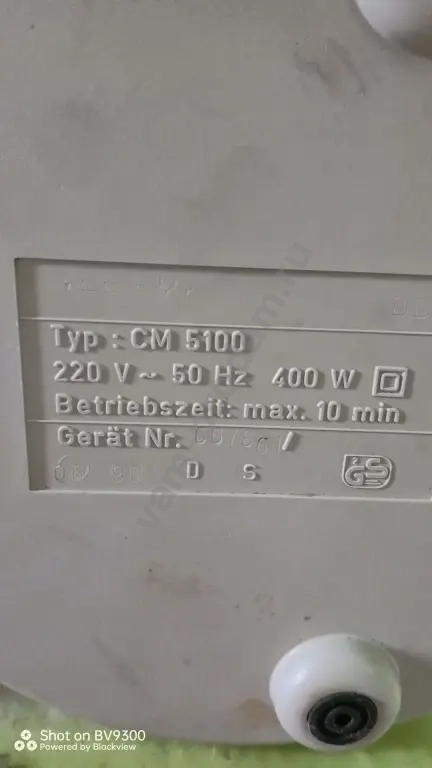 Typ : CM 5100
220 V ~ 50 Hz 400 W
Betriebszeit: max. 10 min
Gerät Nr.
D S GS
Shot on BV9300
Powered by Blackview